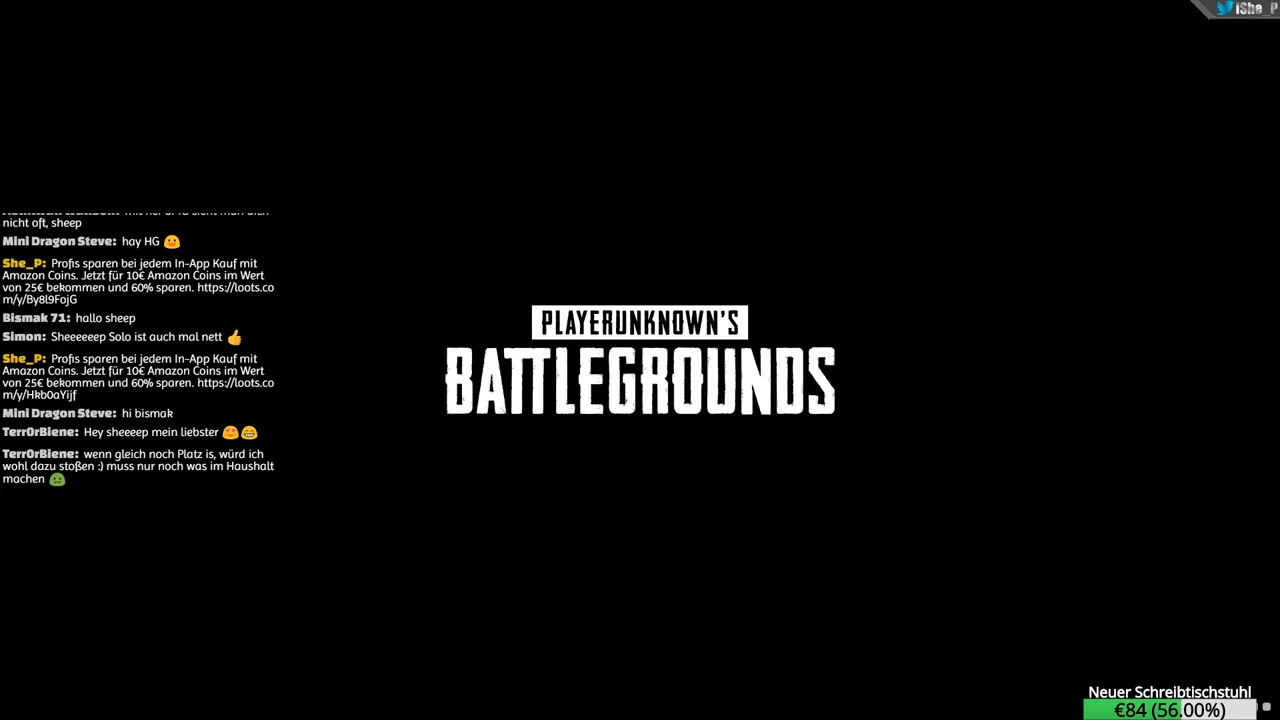 iShe_P
nicht oft, sheep
Mini Dragon Steve: hay HG
She_P: Profis sparen bei jedem In-App Kauf mit
Amazon Coins. Jetzt für 10€ Amazon Coins im Wert
von 25€ bekommen und 60% sparen. https://loots.co
m/y/By8l9FojG
Bismak 71: hallo sheep
Simon: Sheeeeeep Solo ist auch mal nett 👍
She_P: Profis sparen bei jedem In-App Kauf mit
Amazon Coins. Jetzt für 10€ Amazon Coins im Wert
von 25€ bekommen und 60% sparen. https://loots.co
m/y/Hkb0aYijf
Mini Dragon Steve: hi bismak
Terr0rBiene: Hey sheeeep mein liebster 😍😂
Terr0rBiene: wenn gleich noch Platz is, würd ich
wohl dazu stoßen :) muss nur noch was im Haushalt
machen 🤢
PLAYERUNKNOWN'S
BATTLEGROUNDS
Neuer Schreibtischstuhl
€84 (56.00%)